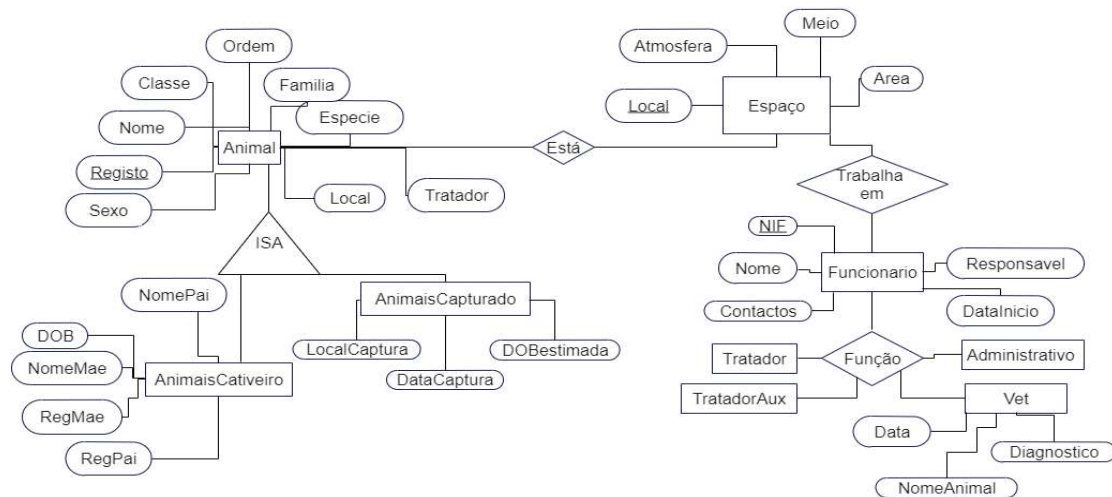 Ordem
Classe
Familia
Nome
Especie
Animal
Registo
Sexo
Local
Tratador
Está
Meio
Atmosfera
Area
Local
Espaço
Trabalha
em
NIF
Nome
Funcionario
Responsavel
Contactos
DataInicio
Tratador
Função
Administrativo
TratadorAux
Vet
Data
Diagnostico
NomeAnimal
ISA
NomePai
AnimaisCapturado
DOB
LocalCaptura
DOBestimada
NomeMae
AnimaisCativeiro
DataCaptura
RegMae
RegPai